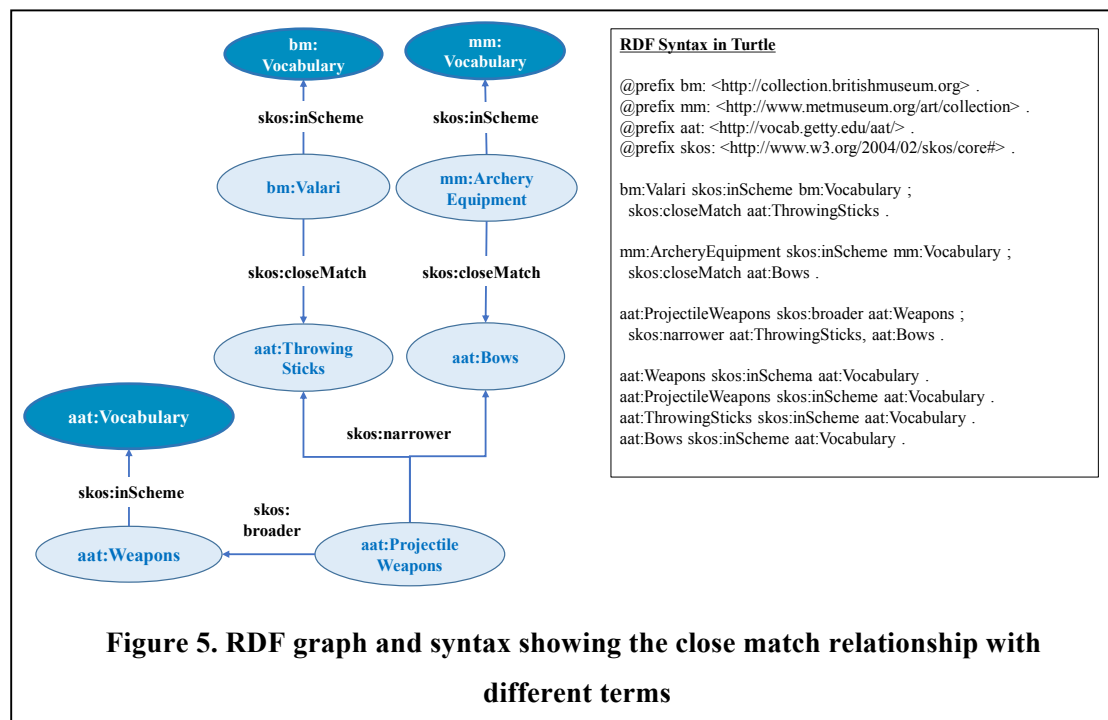 bm:
Vocabulary
mm:
Vocabulary
skos:inScheme
skos:inScheme
bm:Valari
mm:Archery
Equipment
skos:closeMatch
skos:closeMatch
aat:Throwing
Sticks
aat:Bows
aat:Vocabulary
skos:narrower
skos:inScheme
skos:
broader
aat:Weapons
aat:Projectile
Weapons
RDF Syntax in Turtle
@prefix bm: <http://collection.britishmuseum.org> .
@prefix mm: <http://www.metmuseum.org/art/collection> .
@prefix aat: <http://vocab.getty.edu/aat/> .
@prefix skos: <http://www.w3.org/2004/02/skos/core#> .
bm:Valari skos:inScheme bm:Vocabulary ;
skos:closeMatch aat:ThrowingSticks .
mm:ArcheryEquipment skos:inScheme mm:Vocabulary ;
skos:closeMatch aat:Bows .
aat:ProjectileWeapons skos:broader aat:Weapons ;
skos:narrower aat:ThrowingSticks, aat:Bows .
aat:Weapons skos:inSchema aat:Vocabulary .
aat:ProjectileWeapons skos:inScheme aat:Vocabulary .
aat:ThrowingSticks skos:inScheme aat:Vocabulary .
aat:Bows skos:inScheme aat:Vocabulary .
Figure 5. RDF graph and syntax showing the close match relationship with
different terms